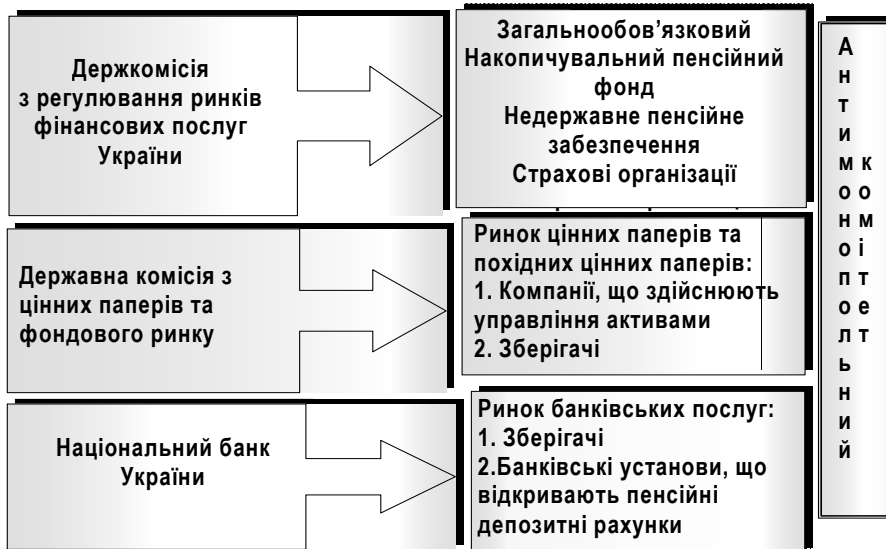 Держкомісія
з регулювання ринків
фінансових послуг
України
Загальнообов’язковий
Накопичувальний пенсійний
фонд
Недержавне пенсійне
забезпечення
Страхові організації
Державна комісія з
цінних паперів та
фондового ринку
Ринок цінних паперів та
похідних цінних паперів:
1. Компанії, що здійснюють
управління активами
2. Зберігачі
Національний банк
України
Ринок банківських послуг:
1. Зберігачі
2.Банківські установи, що
відкривають пенсійні
депозитні рахунки
Антимонопольний
комітет